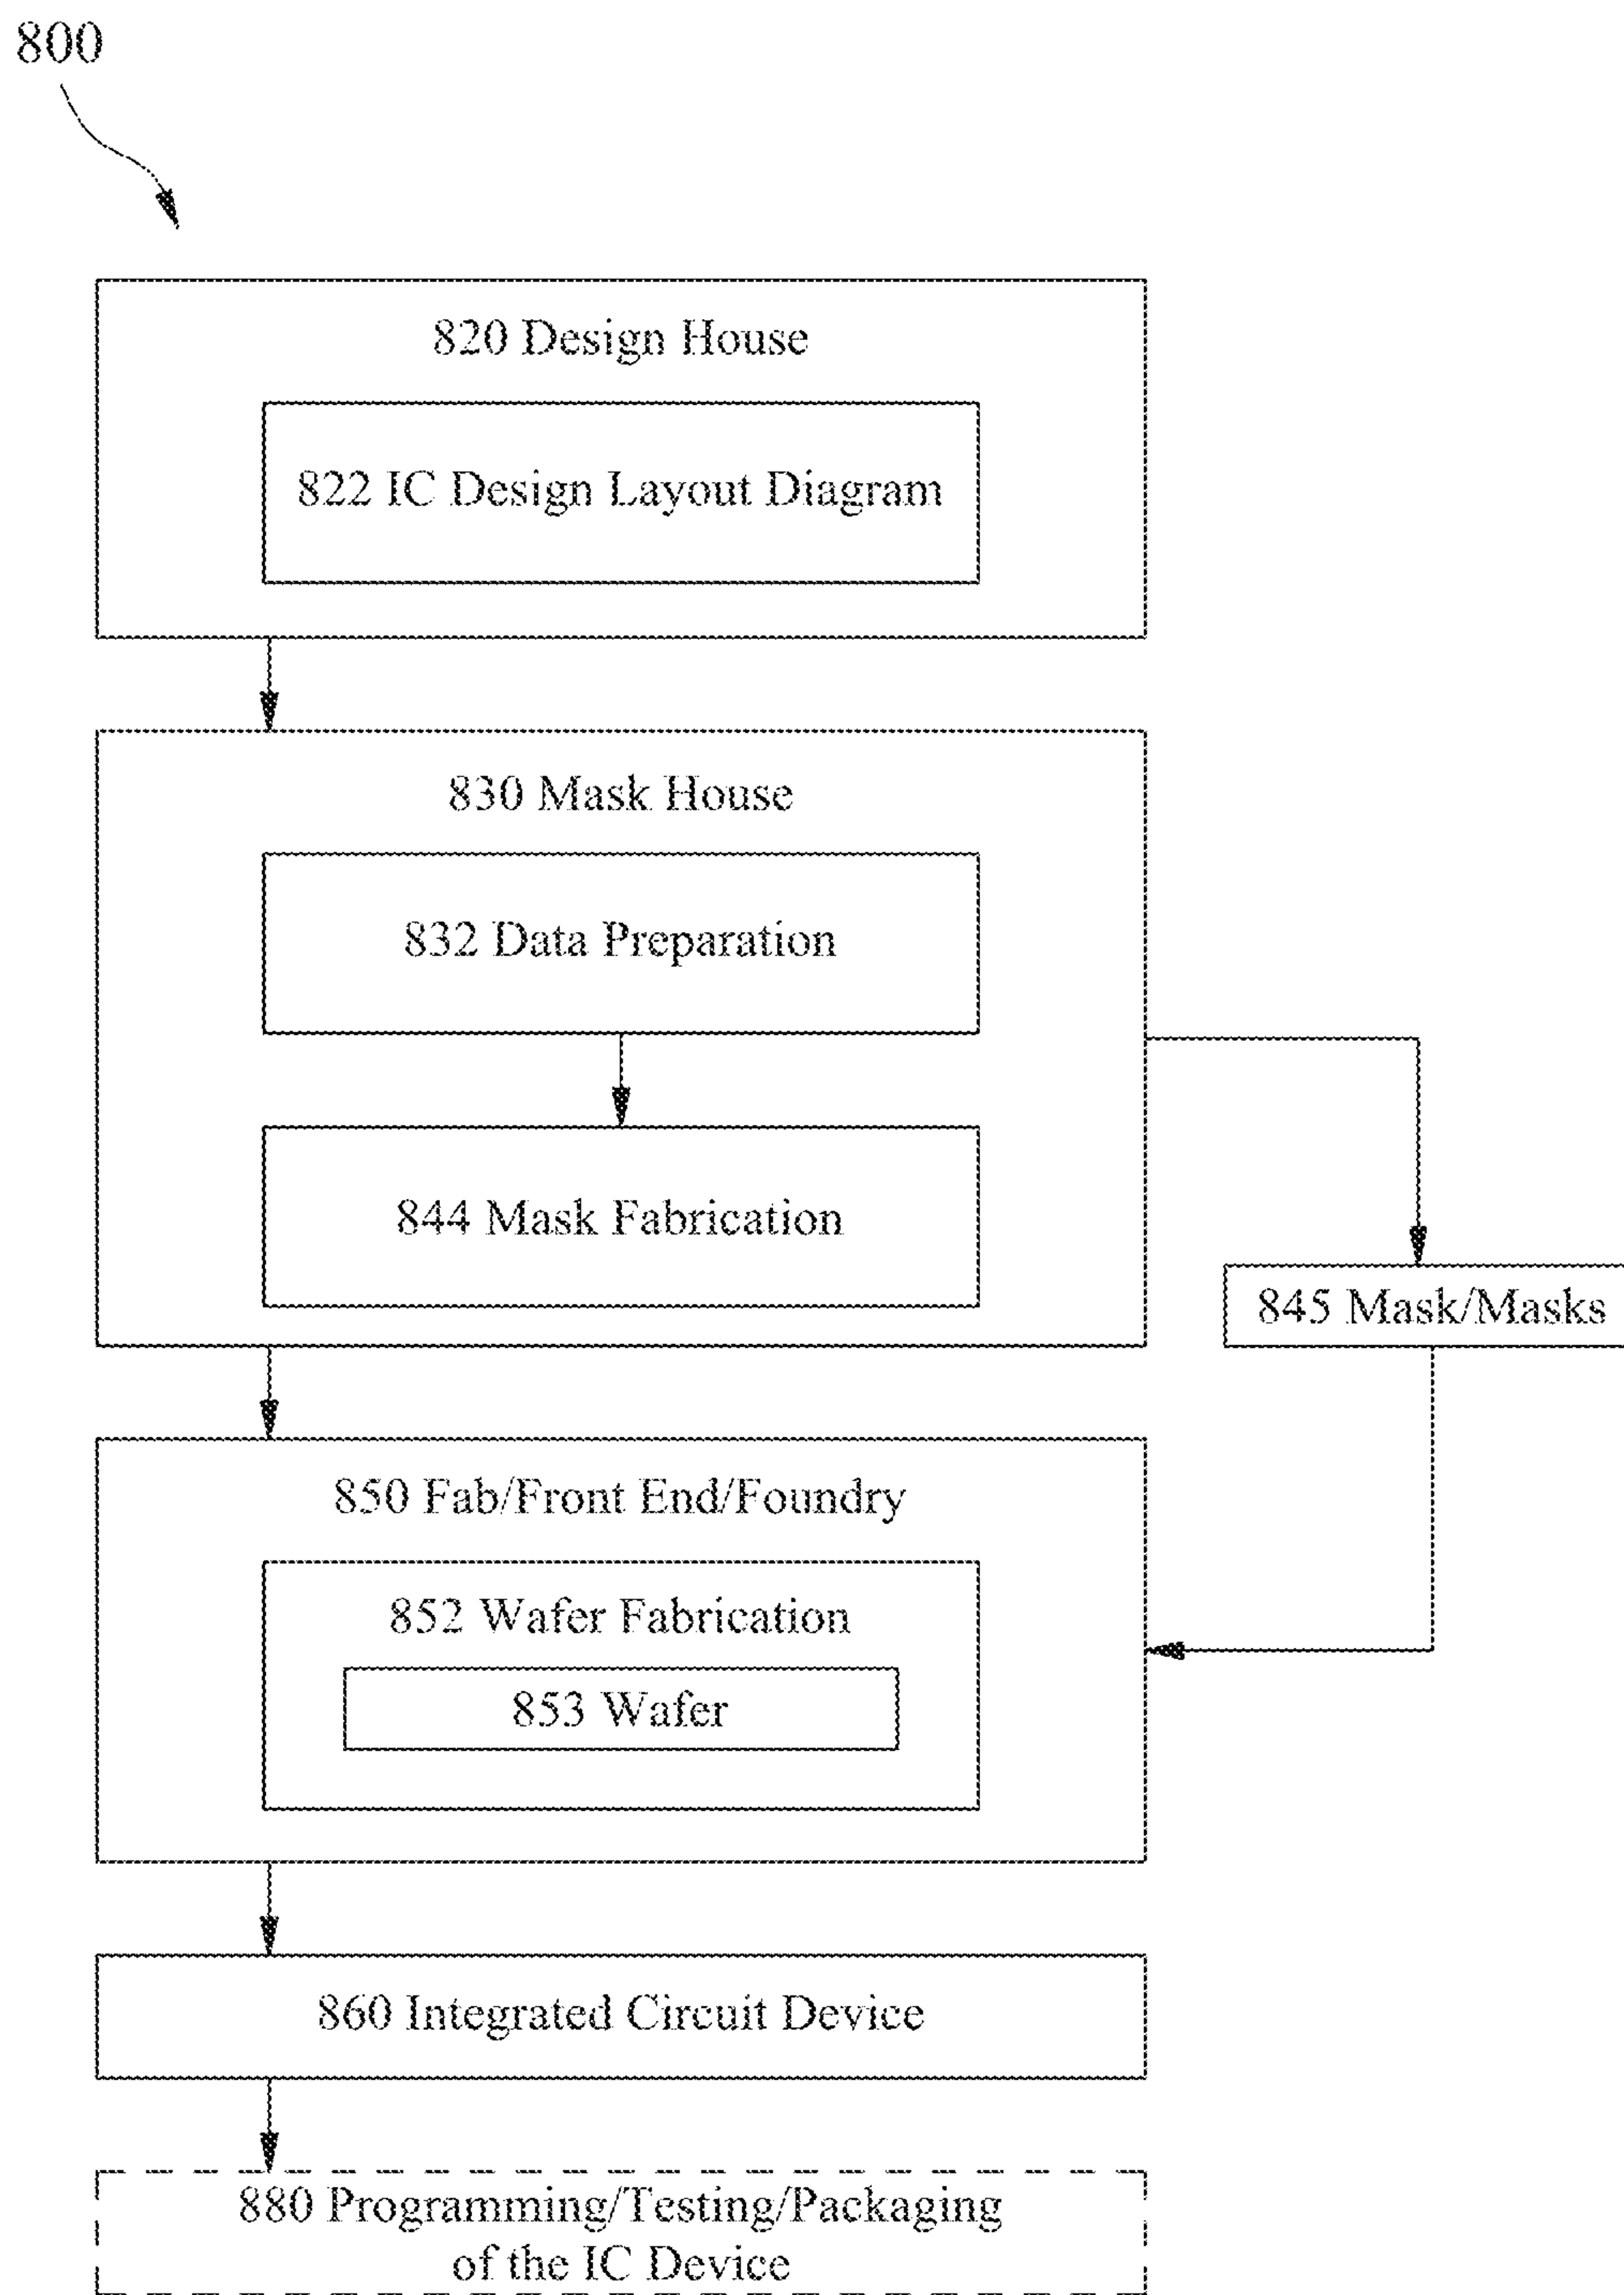 800
820 Design House
822 IC Design Layout Diagram
830 Mask House
832 Data Preparation
844 Mask Fabrication
845 Mask/Masks
850 Fab/Front End/Foundry
852 Wafer Fabrication
853 Wafer
860 Integrated Circuit Device
880 Programming/Testing/Packaging
of the IC Device